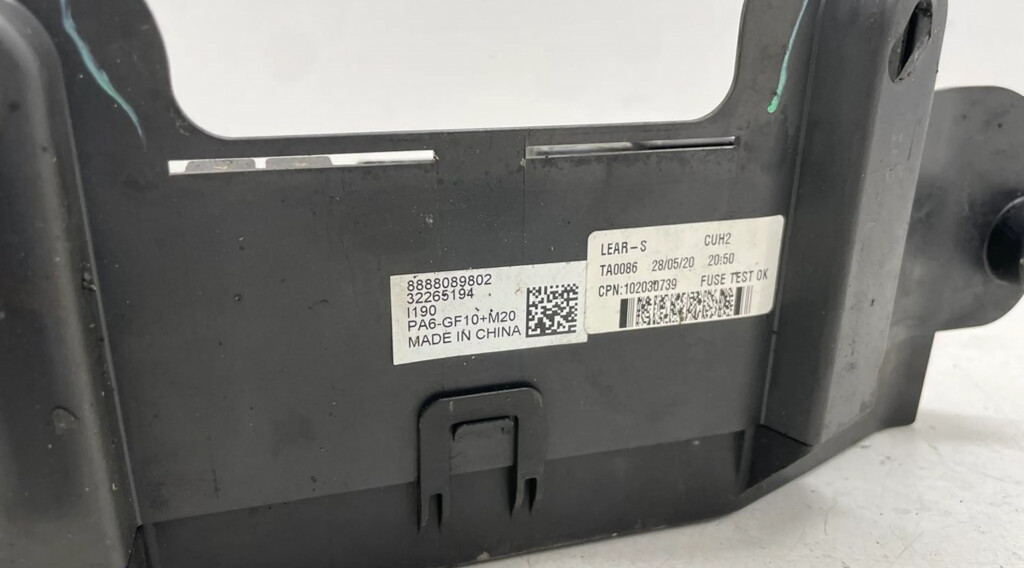 8888089802
32265194
I190
PA6-GF10+M20
MADE IN CHINA
LEAR-S CUH2
TA0086 28/05/20 20:50
CPN:102030739 FUSE TEST OK